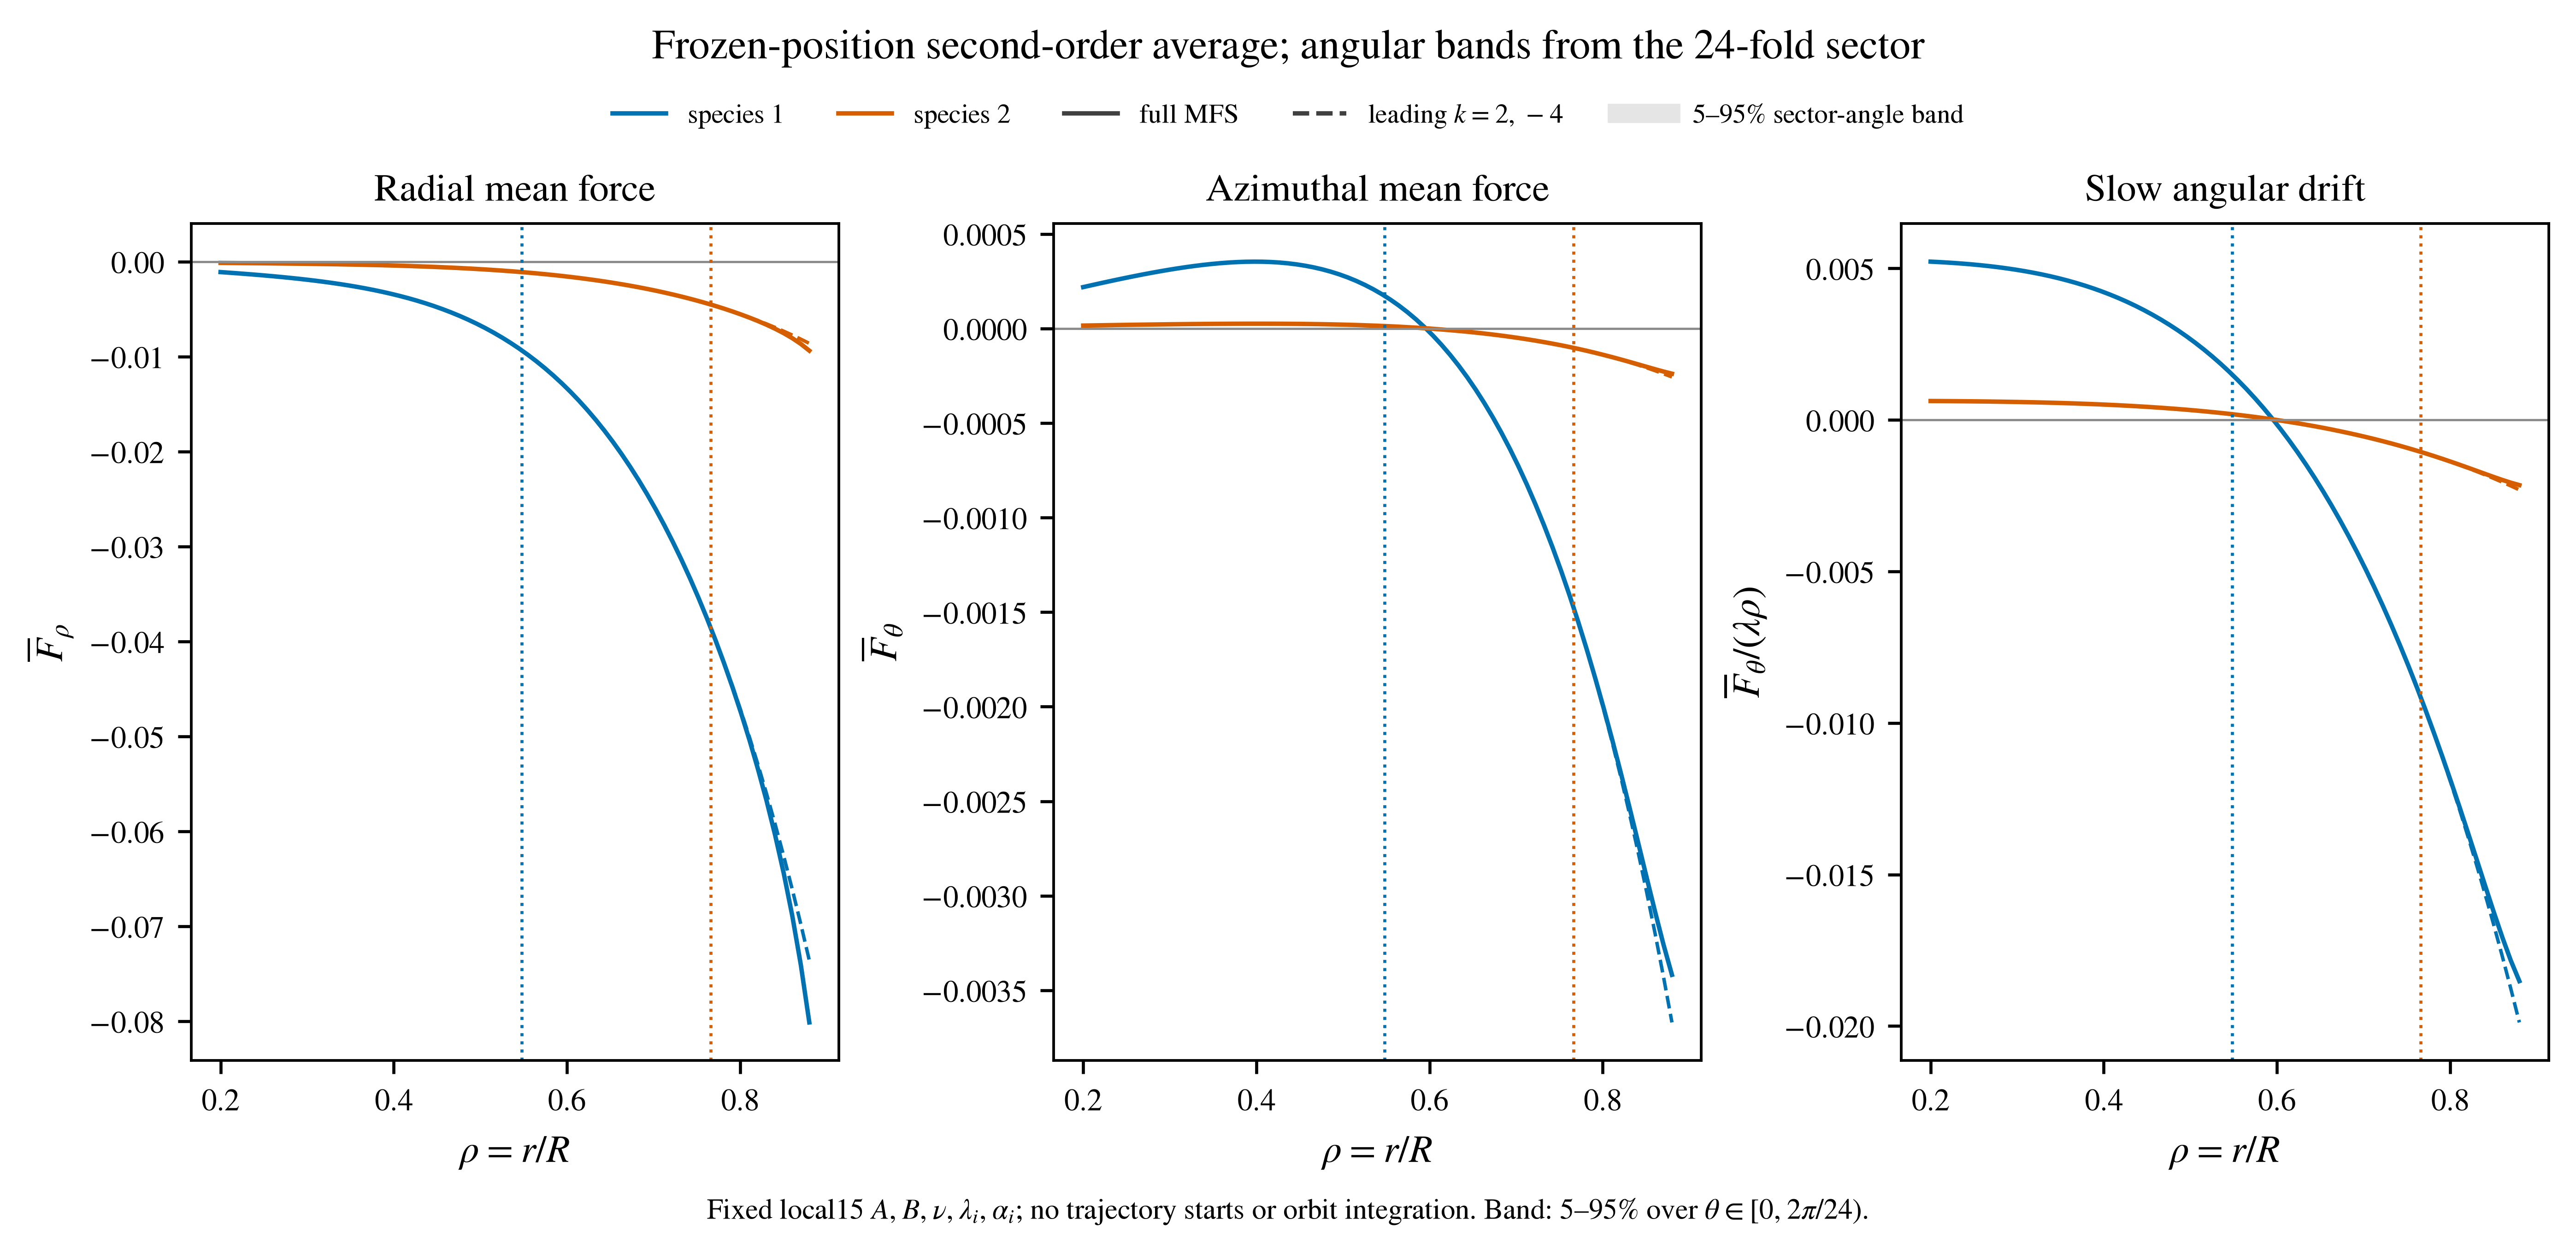 Frozen-position second-order average; angular bands from the 24-fold sector
species 1
species 2
full MFS
leading k = 2, − 4
5–95% sector-angle band
Radial mean force
0.00
−0.01
−0.02
−0.03
−0.04
−0.05
−0.06
−0.07
−0.08
F̅ρ
0.2
0.4
0.6
0.8
ρ = r/R
Azimuthal mean force
0.0005
0.0000
−0.0005
−0.0010
−0.0015
−0.0020
−0.0025
−0.0030
−0.0035
F̅θ
0.2
0.4
0.6
0.8
ρ = r/R
Slow angular drift
0.005
0.000
−0.005
−0.010
−0.015
−0.020
F̅θ/(λρ)
0.2
0.4
0.6
0.8
ρ = r/R
Fixed local15 A, B, ν, λᵢ, αᵢ; no trajectory starts or orbit integration. Band: 5–95% over θ ∈ [0, 2π/24).